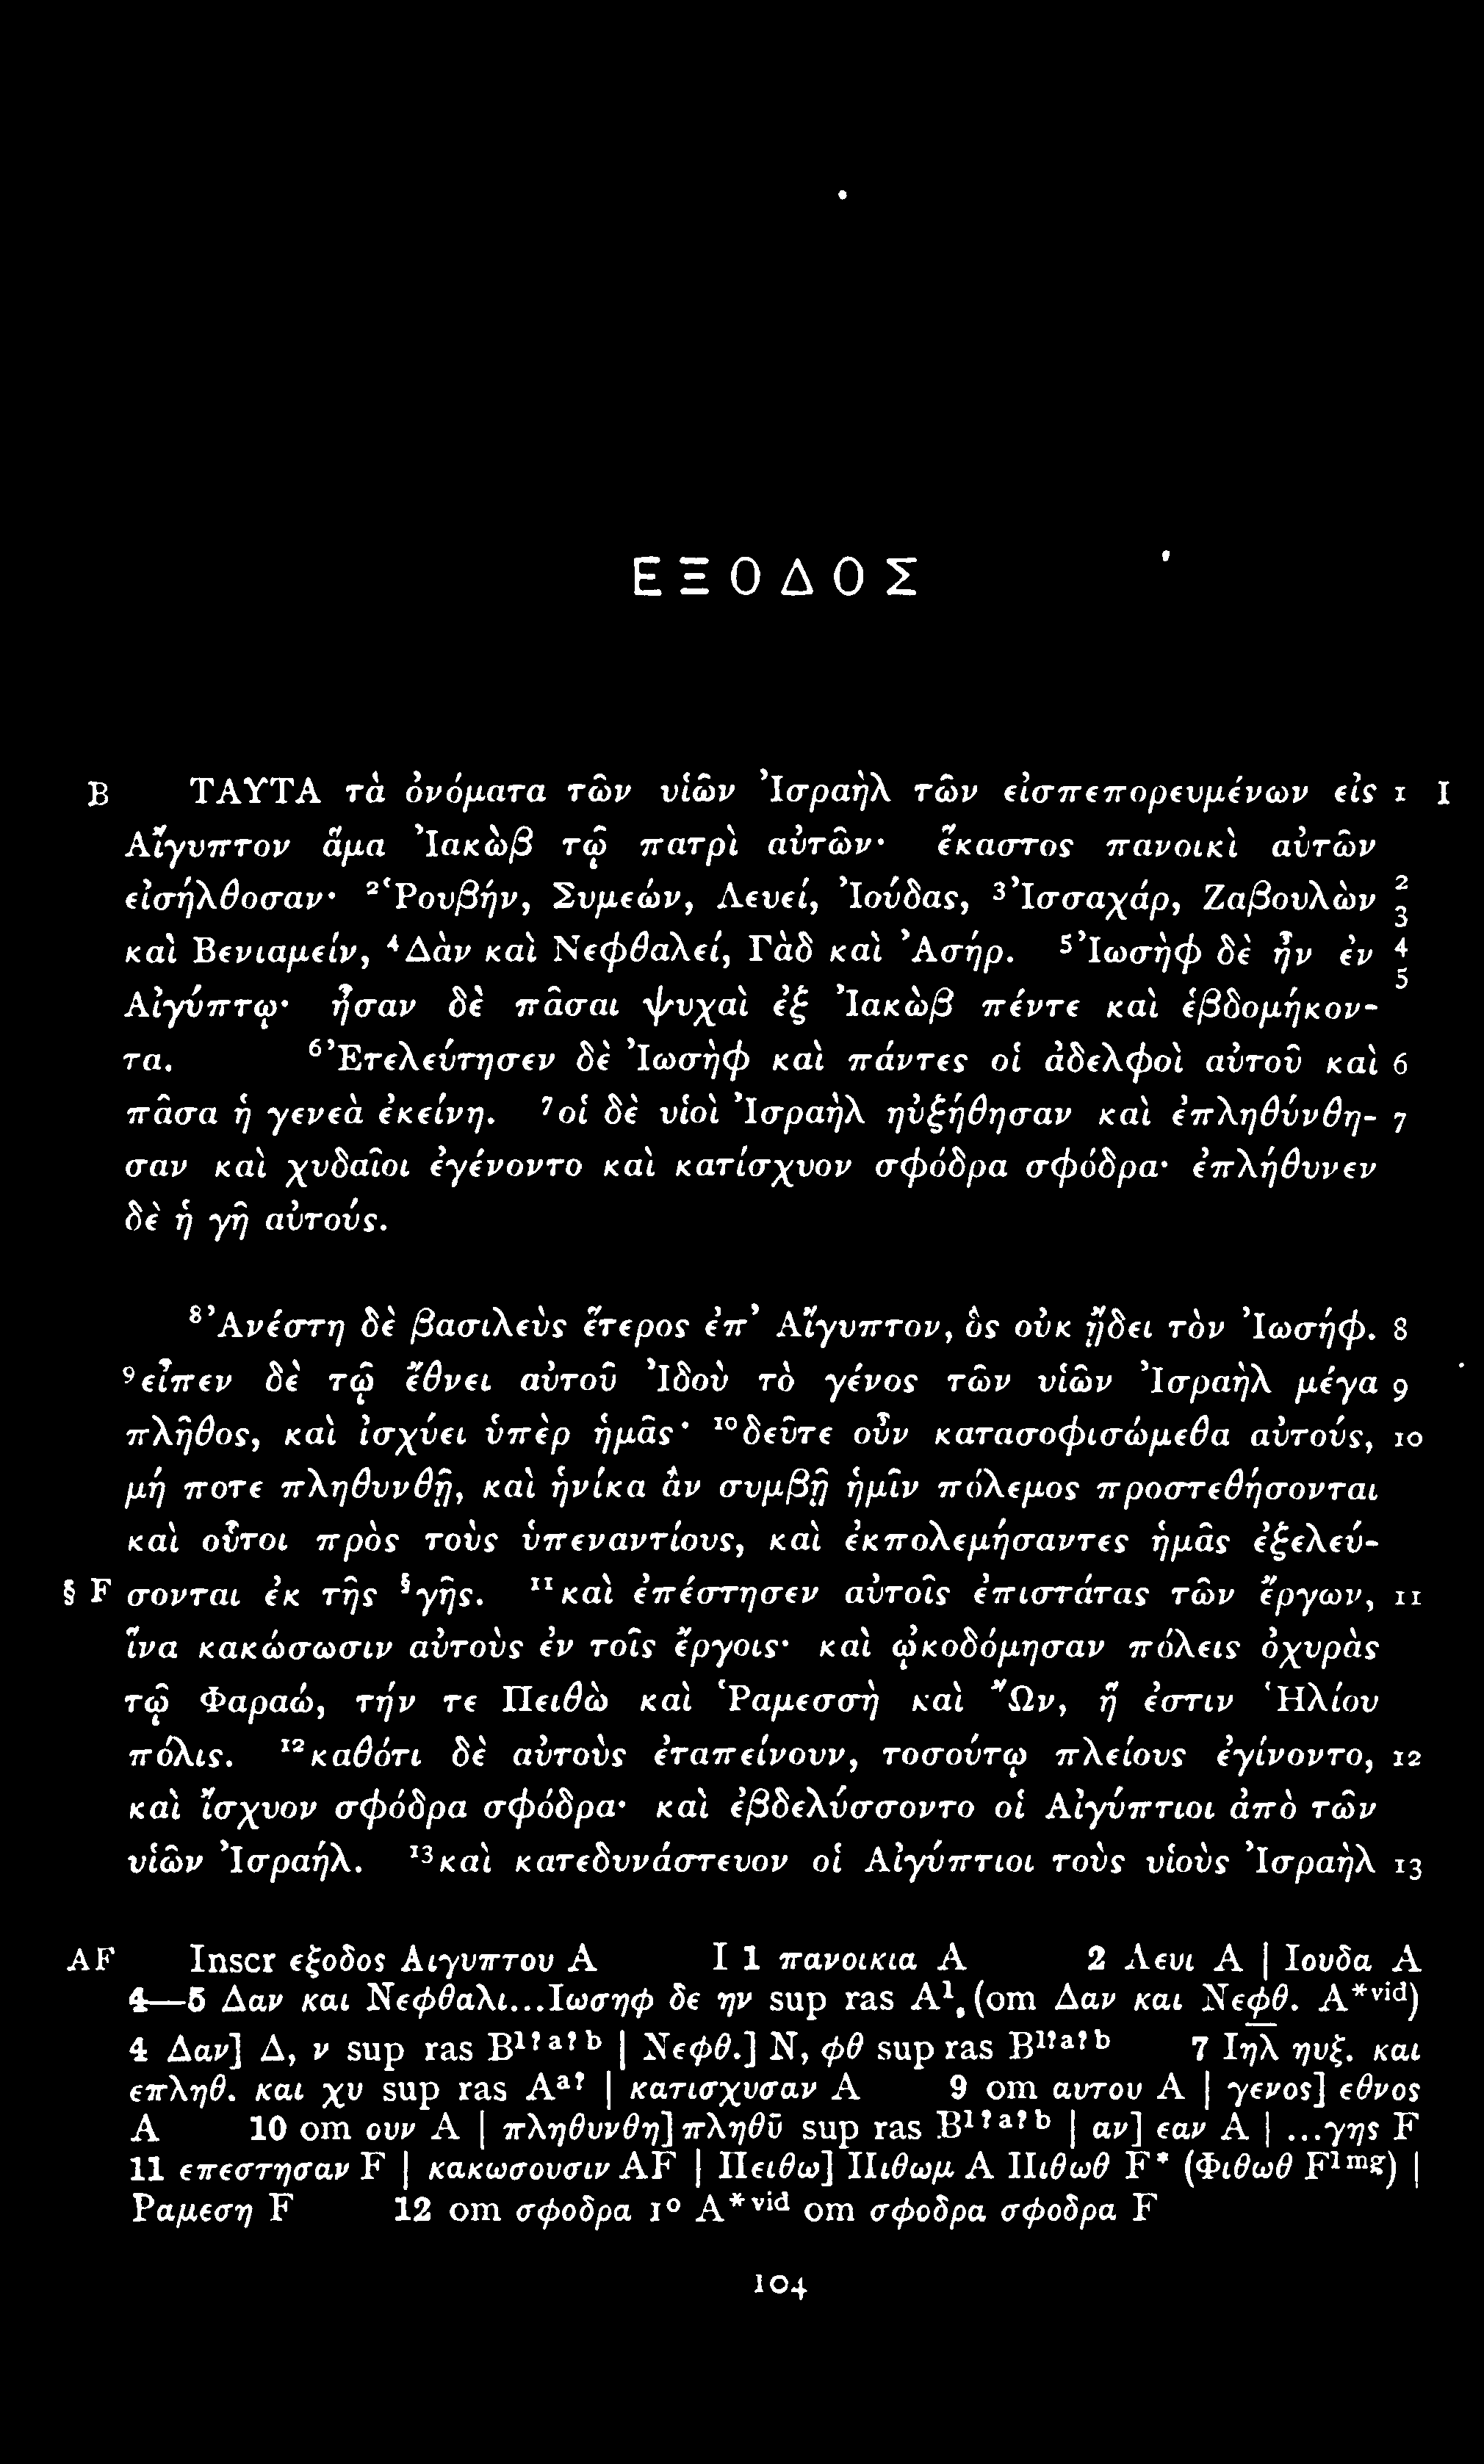 ΕΞΟΔΟΣ
B ΤΑΥΤΑ τὰ ὀνόματα τῶν υἱῶν Ἰσραὴλ τῶν εἰσπεπορευμένων εἰς 1 I
Αἴγυπτον ἅμα Ἰακὼβ τῷ πατρὶ αὐτῶν· ἕκαστος πανοικὶ αὐτῶν
εἰσήλθοσαν· ²Ῥουβήν, Συμεών, Λευεί, Ἰούδας, ³Ἰσσαχάρ, Ζαβουλὼν 2 3
καὶ Βενιαμείν, ⁴Δὰν καὶ Νεφθαλεί, Γὰδ καὶ Ἀσήρ. ⁵Ἰωσὴφ δὲ ἦν ἐν 4 5
Αἰγύπτῳ· ἦσαν δὲ πᾶσαι ψυχαὶ ἐξ Ἰακὼβ πέντε καὶ ἑβδομήκον-
τα. ⁶Ἐτελεύτησεν δὲ Ἰωσὴφ καὶ πάντες οἱ ἀδελφοὶ αὐτοῦ καὶ 6
πᾶσα ἡ γενεὰ ἐκείνη. ⁷οἱ δὲ υἱοὶ Ἰσραὴλ ηὐξήθησαν καὶ ἐπληθύνθη- 7
σαν καὶ χυδαῖοι ἐγένοντο καὶ κατίσχυον σφόδρα σφόδρα· ἐπλήθυνεν
δὲ ἡ γῆ αὐτούς.
⁸Ἀνέστη δὲ βασιλεὺς ἕτερος ἐπ’ Αἴγυπτον, ὃς οὐκ ᾔδει τὸν Ἰωσήφ. 8
⁹εἶπεν δὲ τῷ ἔθνει αὐτοῦ Ἰδοὺ τὸ γένος τῶν υἱῶν Ἰσραὴλ μέγα 9
πλῆθος, καὶ ἰσχύει ὑπὲρ ἡμᾶς· ¹⁰δεῦτε οὖν κατασοφισώμεθα αὐτούς, 10
μή ποτε πληθυνθῇ, καὶ ἡνίκα ἂν συμβῇ ἡμῖν πόλεμος προστεθήσονται
καὶ οὗτοι πρὸς τοὺς ὑπεναντίους, καὶ ἐκπολεμήσαντες ἡμᾶς ἐξελεύ-
§ F σονται ἐκ τῆς §γῆς. ¹¹καὶ ἐπέστησεν αὐτοῖς ἐπιστάτας τῶν ἔργων, 11
ἵνα κακώσωσιν αὐτοὺς ἐν τοῖς ἔργοις· καὶ ᾠκοδόμησαν πόλεις ὀχυρὰς
τῷ Φαραώ, τήν τε Πειθὼ καὶ Ῥαμεσσὴ καὶ Ὤν, ἥ ἐστιν Ἡλίου
πόλις. ¹²καθότι δὲ αὐτοὺς ἐταπείνουν, τοσούτῳ πλείους ἐγίνοντο, 12
καὶ ἴσχυον σφόδρα σφόδρα· καὶ ἐβδελύσσοντο οἱ Αἰγύπτιοι ἀπὸ τῶν
υἱῶν Ἰσραήλ. ¹³καὶ κατεδυνάστευον οἱ Αἰγύπτιοι τοὺς υἱοὺς Ἰσραὴλ 13
AF Inscr εξοδος Αιγυπτου A I 1 πανοικια A 2 Λευι A | Ιουδα A
4—5 Δαν και Νεφθαλι...Ιωσηφ δε ην sup ras A¹, (om Δαν και Νεφθ. A*ᵛⁱᵈ)
4 Δαν] Δ, ν sup ras B¹ˀᵃˀᵇ | Νεφθ.] Ν, φθ sup ras B¹ˀᵃˀᵇ 7 Ιηλ ηυξ. και
επληθ. και χυ sup ras Aᵃˀ | κατισχυσαν A 9 om αυτου A | γενος] εθνος
A 10 om ουν A | πληθυνθη] πληθῡ sup ras B¹ˀᵃˀᵇ | αν] εαν A | ...γης F
11 επεστησαν F | κακωσουσιν AF | Πειθω] Πιθωμ A Πιθωθ F* (Φιθωθ F¹ᵐᵍ) |
Ραμεση F 12 om σφοδρα 1° A*ᵛⁱᵈ om σφοδρα σφοδρα F
104